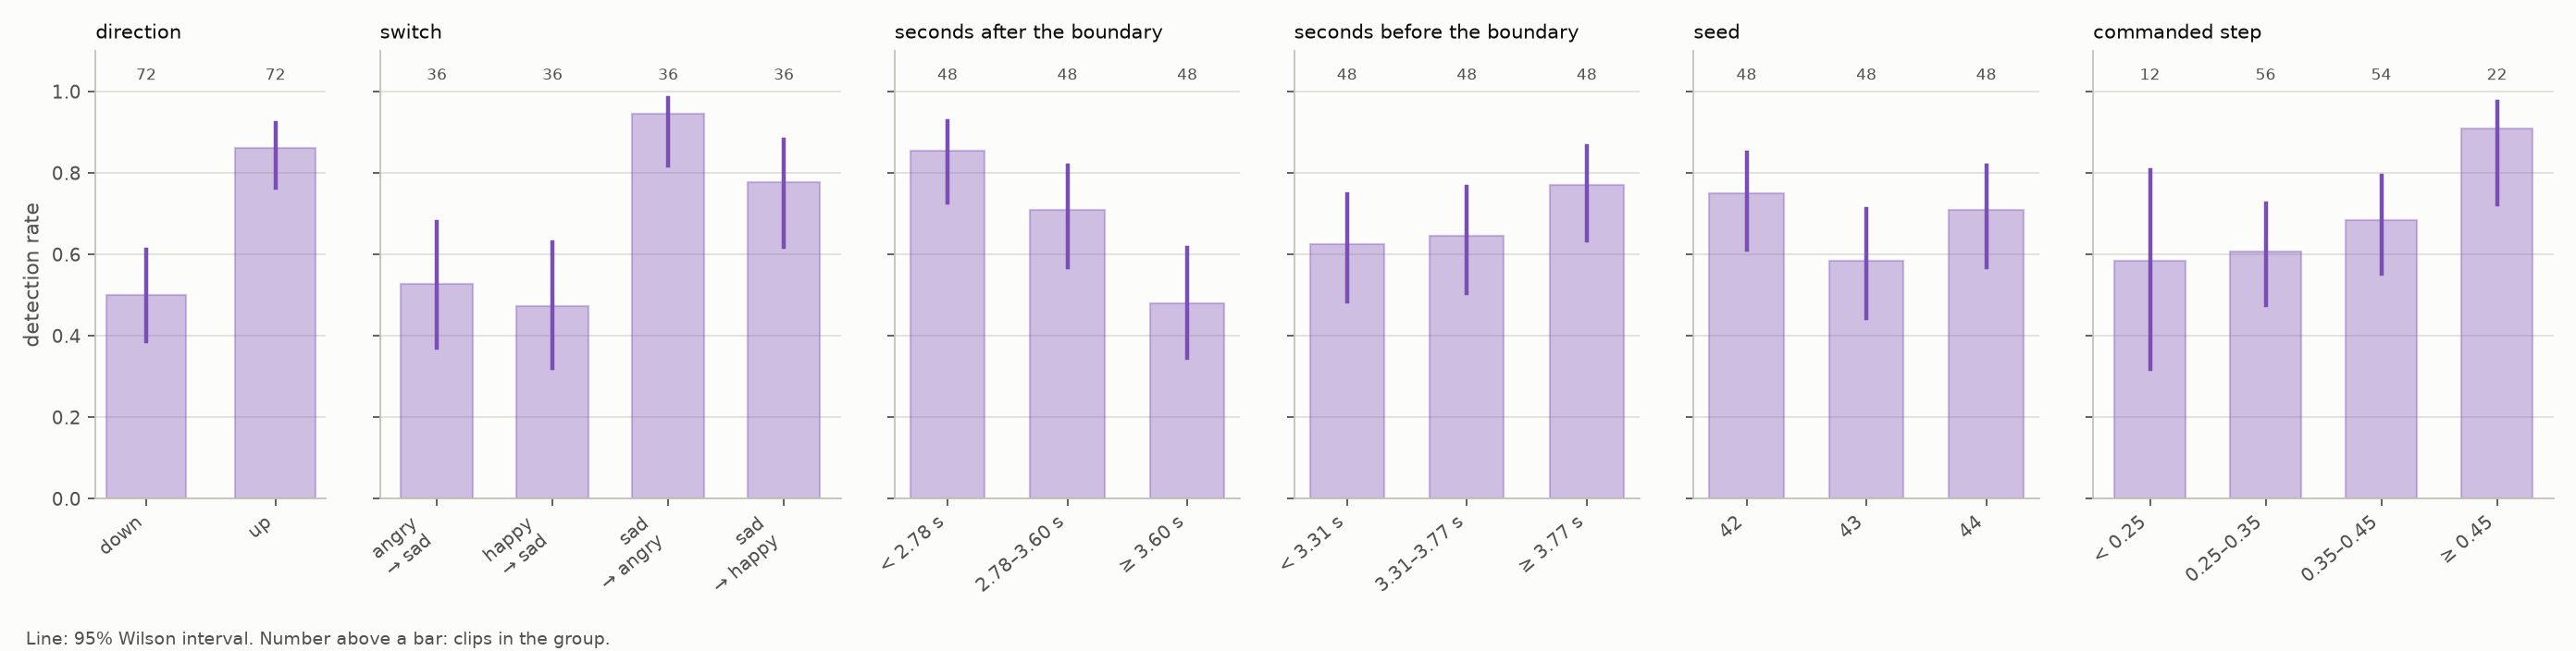 direction
switch
seconds after the boundary
seconds before the boundary
seed
commanded step
72 72
36 36 36 36
48 48 48
48 48 48
48 48 48
12 56 54 22
detection rate
1.0
0.8
0.6
0.4
0.2
0.0
down
up
angry
→ sad
happy
→ sad
sad
→ angry
sad
→ happy
< 2.78 s
2.78–3.60 s
≥ 3.60 s
< 3.31 s
3.31–3.77 s
≥ 3.77 s
42
43
44
< 0.25
0.25–0.35
0.35–0.45
≥ 0.45
Line: 95% Wilson interval. Number above a bar: clips in the group.